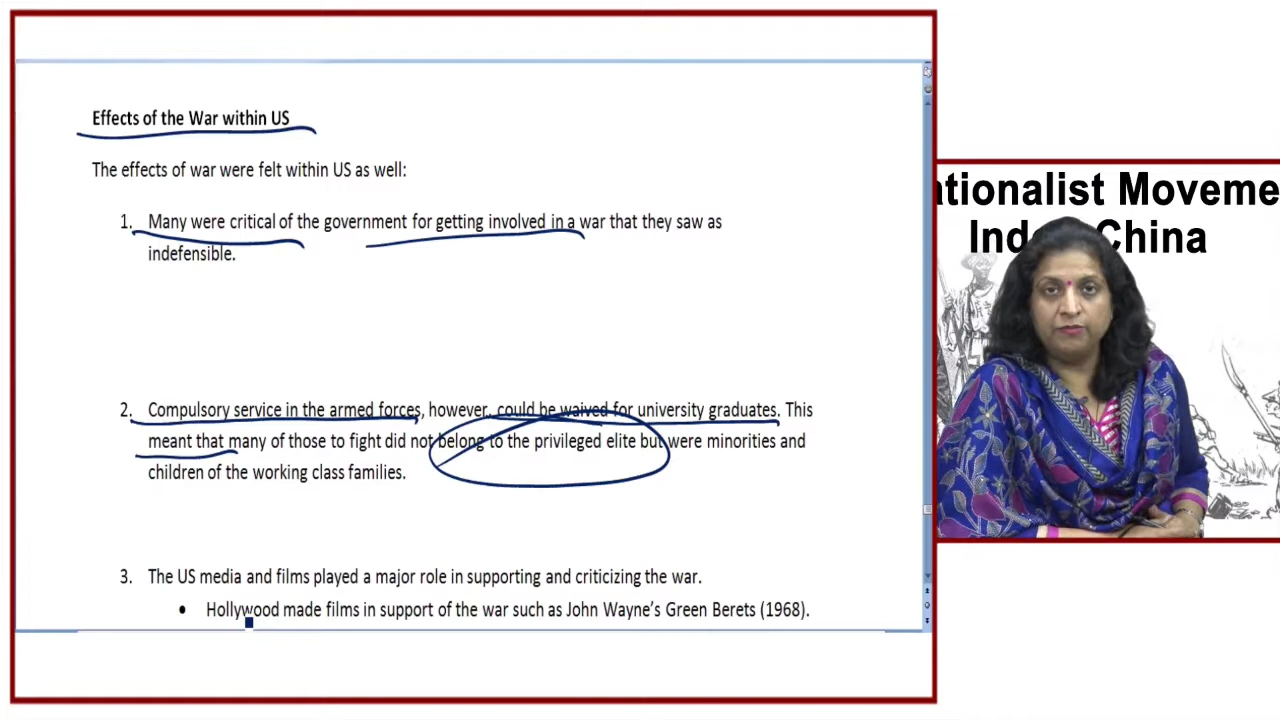 Effects of the War within US
The effects of war were felt within US as well:
1. Many were critical of the government for getting involved in a war that they saw as
indefensible.
2. Compulsory service in the armed forces, however, could be waived for university graduates. This
meant that many of those to fight did not belong to the privileged elite but were minorities and
children of the working class families.
3. The US media and films played a major role in supporting and criticizing the war.
• Hollywood made films in support of the war such as John Wayne's Green Berets (1968).
ationalist Moveme
Ind China